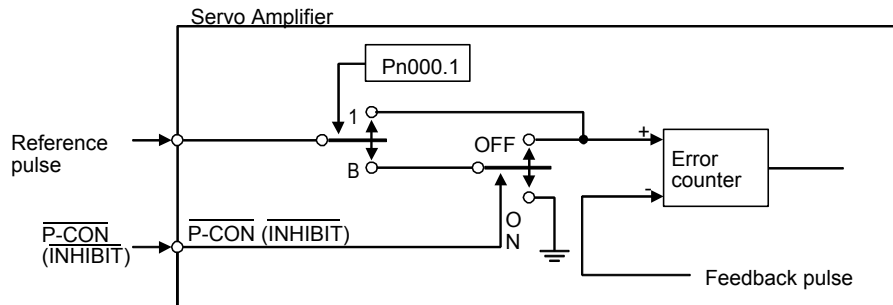 Servo Amplifier
Pn000.1
1
Reference
pulse
B
OFF
+
Error
counter
-
P-CON
(INHIBIT)
P-CON (INHIBIT)
O
N
Feedback pulse